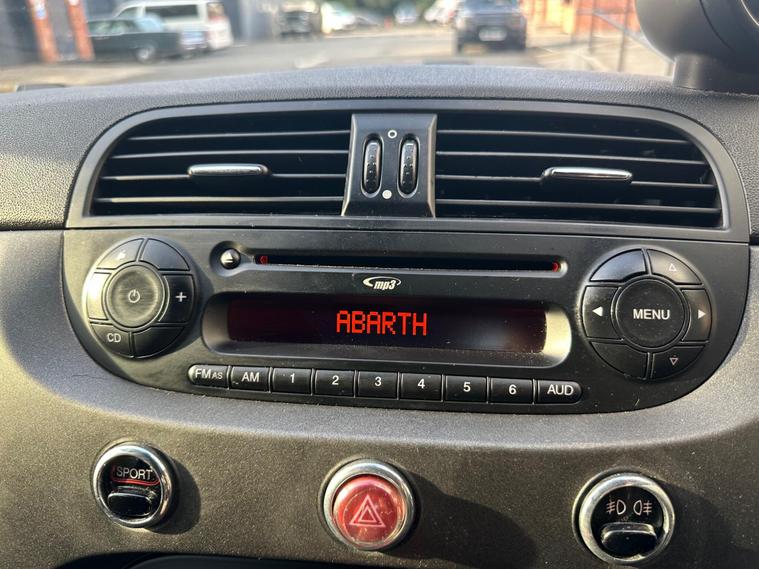 mp3
ABARTH
+
CD
MENU
FM AS AM 1 2 3 4 5 6 AUD
SPORT